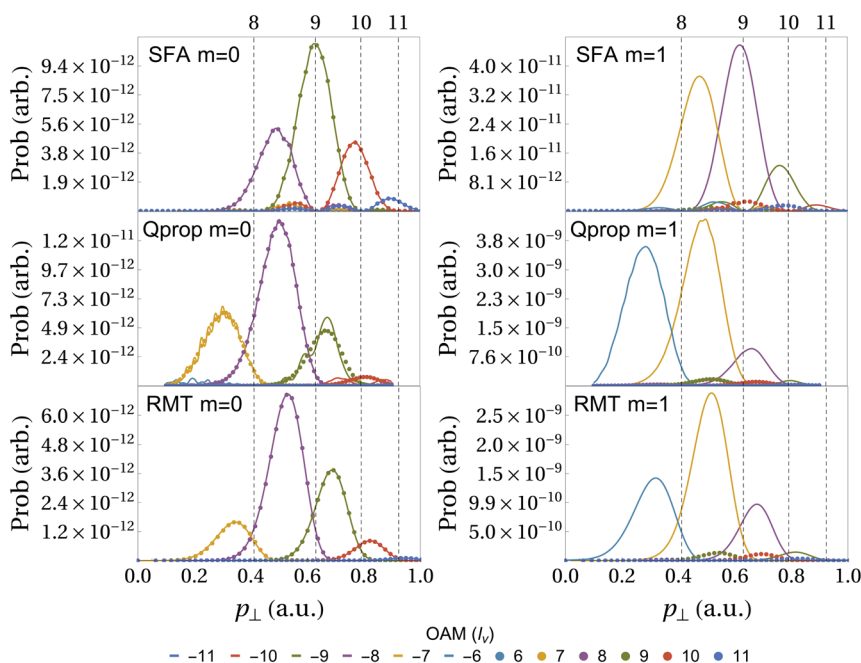 8 9 10 11
8 9 10 11
SFA m=0
SFA m=1
Prob (arb.)
9.4 × 10⁻¹²
7.5 × 10⁻¹²
5.6 × 10⁻¹²
3.8 × 10⁻¹²
1.9 × 10⁻¹²
Prob (arb.)
4.0 × 10⁻¹¹
3.2 × 10⁻¹¹
2.4 × 10⁻¹¹
1.6 × 10⁻¹¹
8.1 × 10⁻¹²
Qprop m=0
Qprop m=1
Prob (arb.)
1.2 × 10⁻¹¹
9.7 × 10⁻¹²
7.3 × 10⁻¹²
4.9 × 10⁻¹²
2.4 × 10⁻¹²
Prob (arb.)
3.8 × 10⁻⁹
3.0 × 10⁻⁹
2.3 × 10⁻⁹
1.5 × 10⁻⁹
7.6 × 10⁻¹⁰
RMT m=0
RMT m=1
Prob (arb.)
6.0 × 10⁻¹²
4.8 × 10⁻¹²
3.6 × 10⁻¹²
2.4 × 10⁻¹²
1.2 × 10⁻¹²
Prob (arb.)
2.5 × 10⁻⁹
2.0 × 10⁻⁹
1.5 × 10⁻⁹
9.9 × 10⁻¹⁰
5.0 × 10⁻¹⁰
0.0 0.2 0.4 0.6 0.8 1.0
0.0 0.2 0.4 0.6 0.8 1.0
p⊥ (a.u.)
p⊥ (a.u.)
OAM (lᵥ)
−11 −10 −9 −8 −7 −6 6 7 8 9 10 11